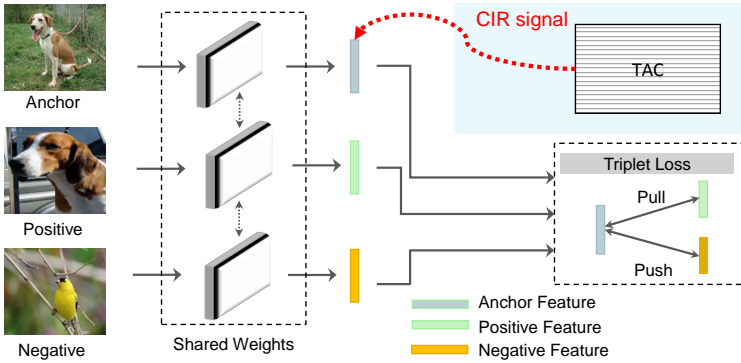 CIR signal
TAC
Anchor
Triplet Loss
Pull
Positive
Push
Anchor Feature
Positive Feature
Shared Weights
Negative
Negative Feature